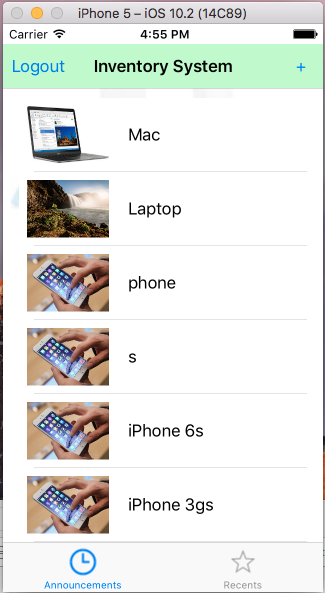 iPhone 5 – iOS 10.2 (14C89)
Carrier 4:55 PM
Logout Inventory System +
Mac
Laptop
phone
s
iPhone 6s
iPhone 3gs
Announcements Recents